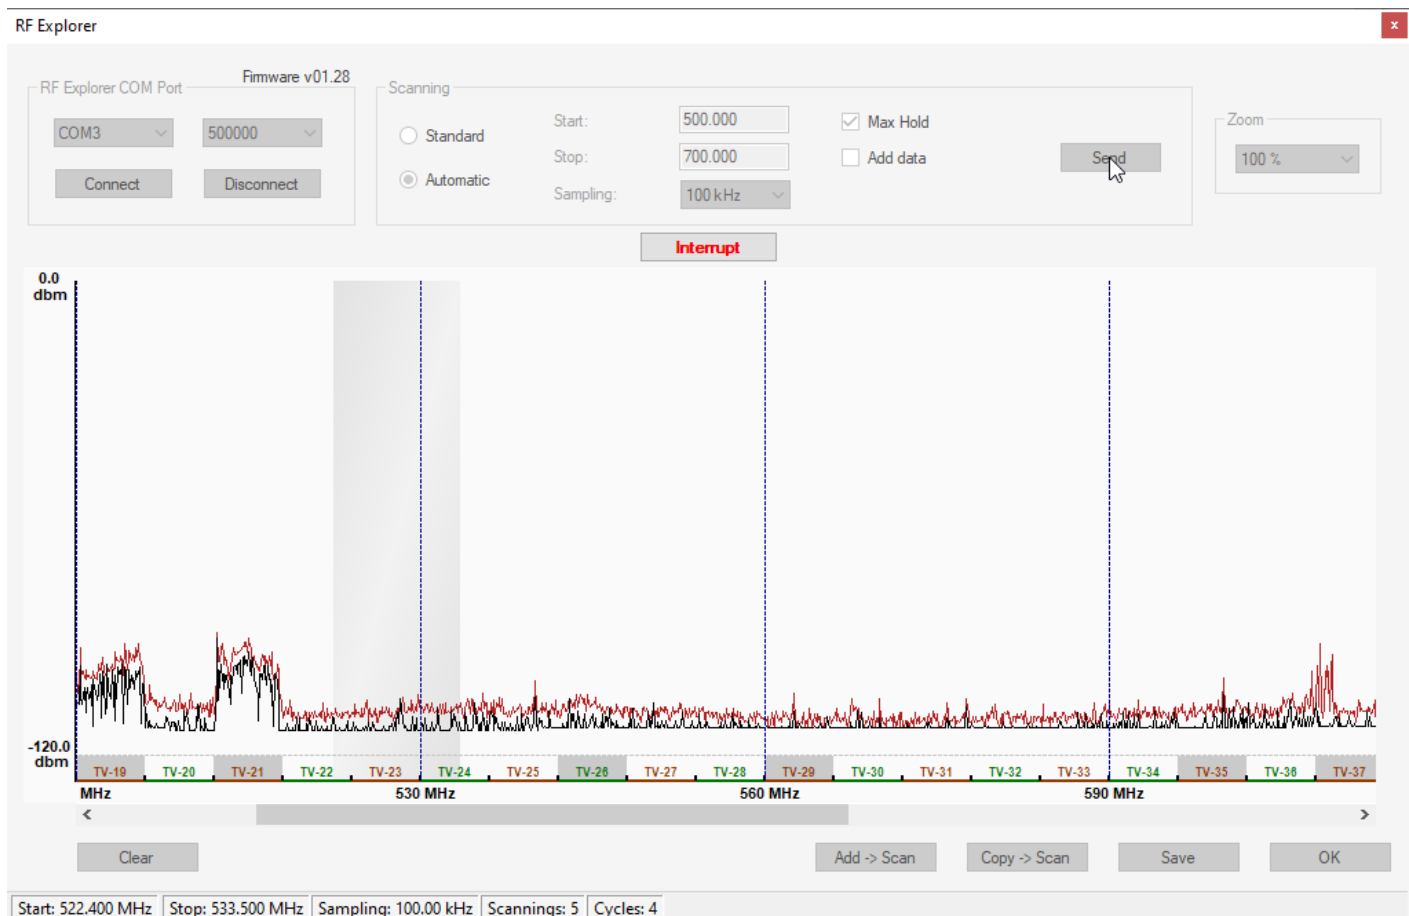 RF Explorer
x
RF Explorer COM Port
Firmware v01.28
COM3
500000
Connect
Disconnect
Scanning
Standard
Automatic
Start:
500.000
Stop:
700.000
Sampling:
100 kHz
Max Hold
Add data
Send
Zoom
100 %
Interrupt
0.0
dbm
-120.0
dbm
TV-19 TV-20 TV-21 TV-22 TV-23 TV-24 TV-25 TV-26 TV-27 TV-28 TV-29 TV-30 TV-31 TV-32 TV-33 TV-34 TV-35 TV-36 TV-37
MHz 530 MHz 560 MHz 590 MHz
Clear
Add -> Scan
Copy -> Scan
Save
OK
Start: 522.400 MHz Stop: 533.500 MHz Sampling: 100.00 kHz Scannings: 5 Cycles: 4